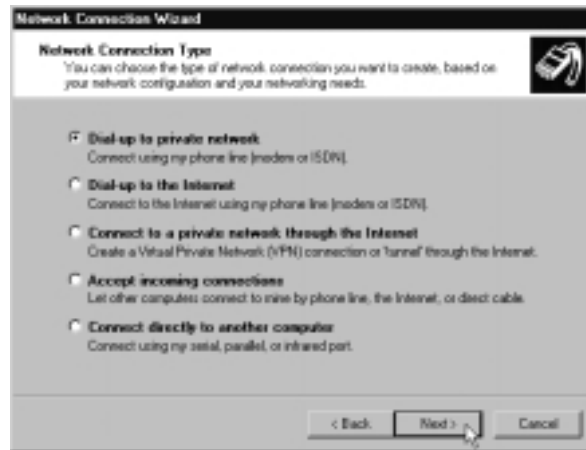 Network Connection Wizard
Network Connection Type
You can choose the type of network connection you want to create, based on
your network configuration and your networking needs.
Dial-up to private network
Connect using my phone line (modem or ISDN).
Dial-up to the Internet
Connect to the Internet using my phone line (modem or ISDN).
Connect to a private network through the Internet
Create a Virtual Private Network (VPN) connection or 'tunnel' through the Internet.
Accept incoming connections
Let other computers connect to mine by phone line, the Internet, or direct cable.
Connect directly to another computer
Connect using my serial, parallel, or infrared port.
< Back Next > Cancel